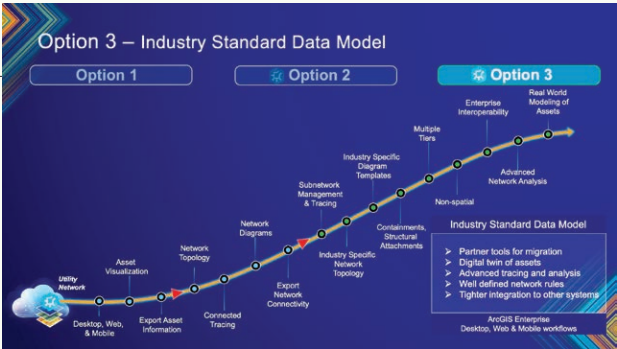 Option 3 – Industry Standard Data Model
Option 1
Option 2
Option 3
Utility
Network
Desktop, Web,
& Mobile
Asset
Visualization
Export Asset
Information
Network
Topology
Connected
Tracing
Network
Diagrams
Export
Network
Connectivity
Subnetwork
Management
& Tracing
Industry Specific
Network
Topology
Industry Specific
Diagram
Templates
Containments,
Structural
Attachments
Multiple
Tiers
Non-spatial
Enterprise
Interoperability
Advanced
Network Analysis
Real World
Modeling of
Assets
Industry Standard Data Model
➢ Partner tools for migration
➢ Digital twin of assets
➢ Advanced tracing and analysis
➢ Well defined network rules
➢ Tighter integration to other systems
ArcGIS Enterprise
Desktop, Web & Mobile workflows